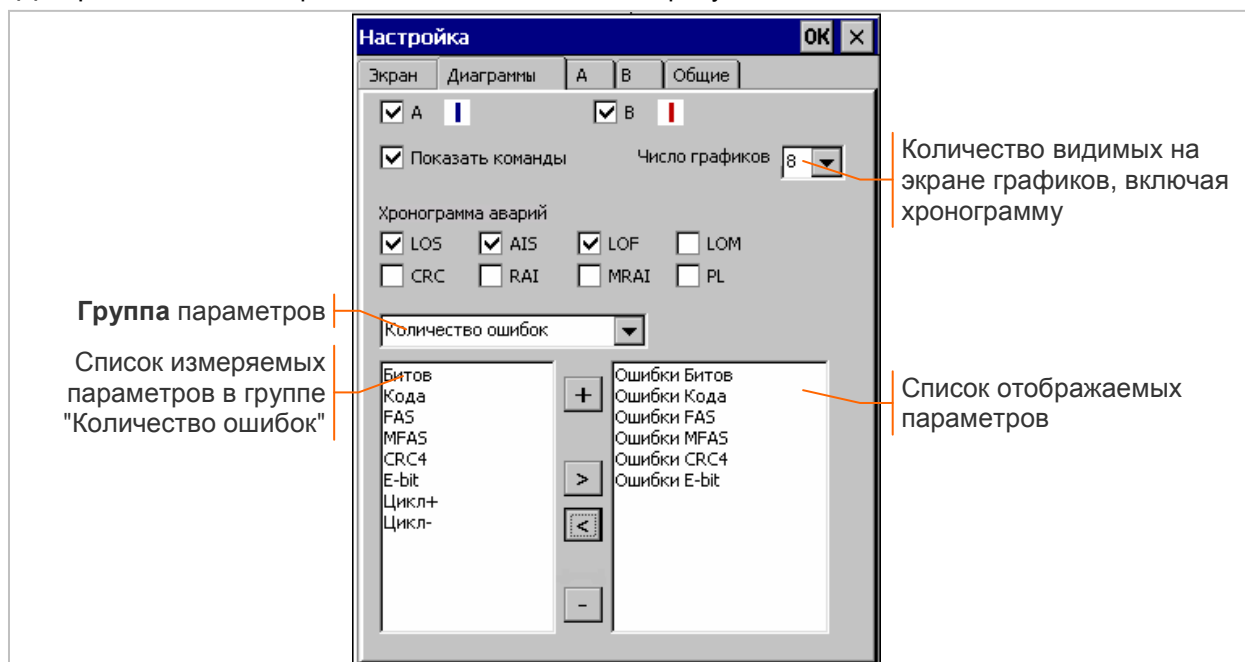 Настройка OK ×
Экран Диаграммы A B Общие
A B
Показать команды Число графиков 8
Количество видимых на
экране графиков, включая
хронограмму
Хронограмма аварий
LOS AIS LOF LOM
CRC RAI MRAI PL
Группа параметров
Количество ошибок
Список измеряемых
параметров в группе
"Количество ошибок"
Битов
Кода
FAS
MFAS
CRC4
E-bit
Цикл+
Цикл-
+
>
<
-
Ошибки Битов
Ошибки Кода
Ошибки FAS
Ошибки MFAS
Ошибки CRC4
Ошибки E-bit
Список отображаемых
параметров